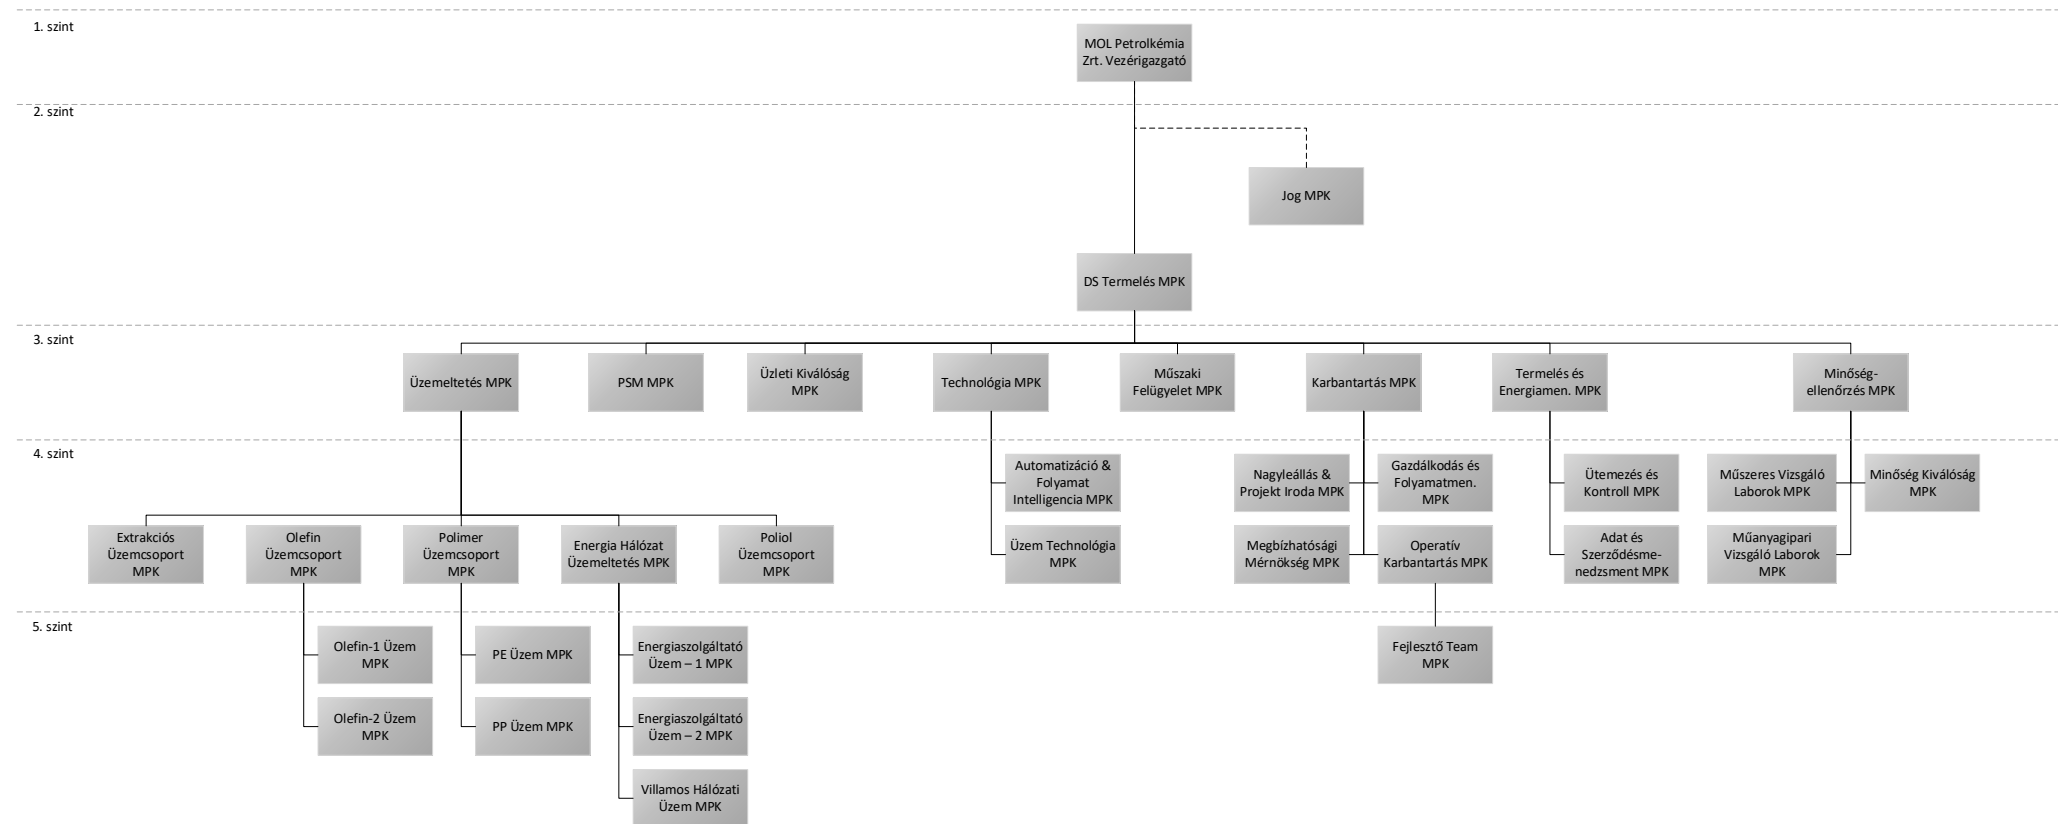 1. szint
MOL Petrolkémia
Zrt. Vezérigazgató
2. szint
Jog MPK
DS Termelés MPK
3. szint
Üzemeltetés MPK
PSM MPK
Üzleti Kiválóság
MPK
Technológia MPK
Műszaki
Felügyelet MPK
Karbantartás MPK
Termelés és
Energiamen. MPK
Minőség-
ellenőrzés MPK
4. szint
Automatizáció &
Folyamat
Intelligencia MPK
Nagyleállás &
Projekt Iroda MPK
Gazdálkodás és
Folyamatmen.
MPK
Ütemezés és
Kontroll MPK
Műszeres Vizsgáló
Laborok MPK
Minőség Kiválóság
MPK
Extrakciós
Üzemcsoport
MPK
Olefin
Üzemcsoport
MPK
Polimer
Üzemcsoport
MPK
Energia Hálózat
Üzemeltetés MPK
Poliol
Üzemcsoport
MPK
Üzem Technológia
MPK
Megbízhatósági
Mérnökség MPK
Operatív
Karbantartás MPK
Adat és
Szerződésme-
nedzsment MPK
Műanyagipari
Vizsgáló Laborok
MPK
5. szint
Olefin-1 Üzem
MPK
PE Üzem MPK
Energiaszolgáltató
Üzem – 1 MPK
Fejlesztő Team
MPK
Olefin-2 Üzem
MPK
PP Üzem MPK
Energiaszolgáltató
Üzem – 2 MPK
Villamos Hálózati
Üzem MPK